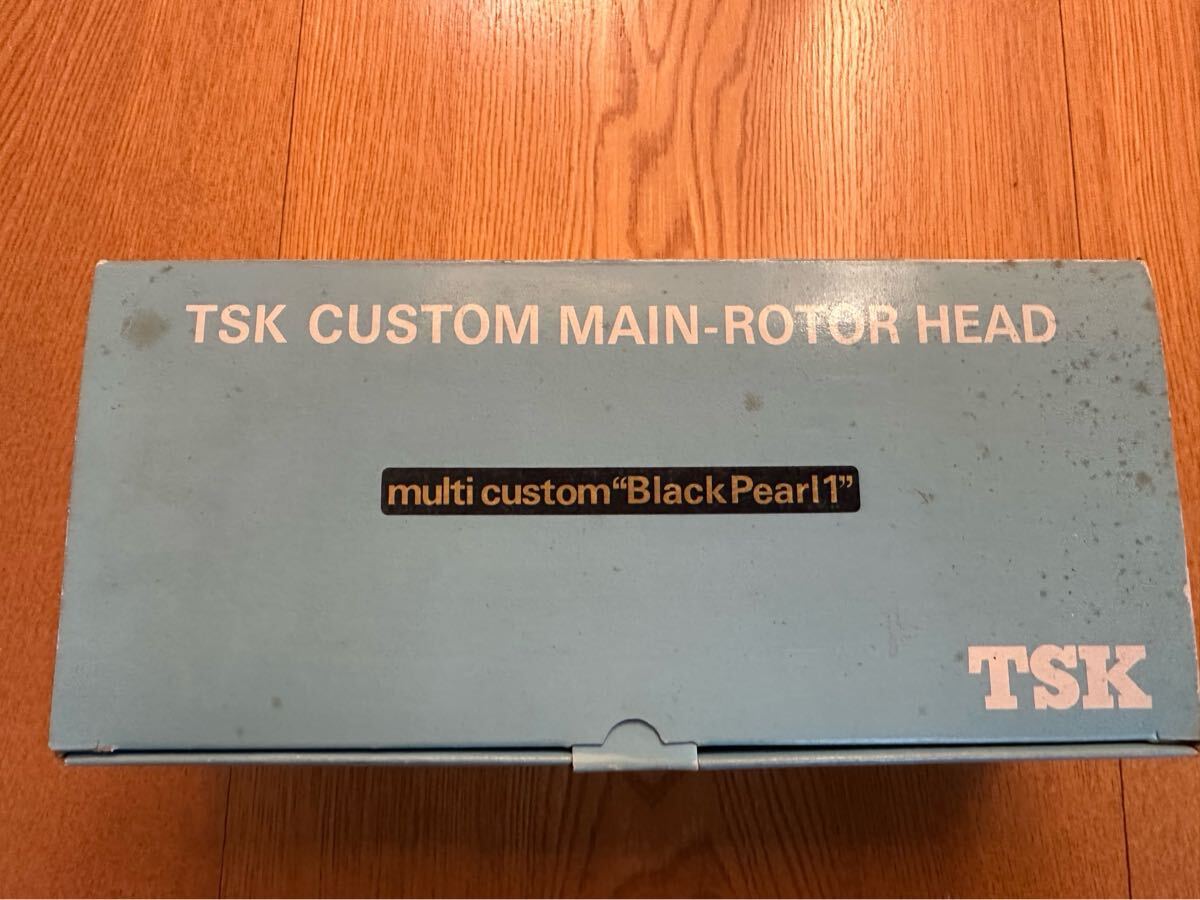 TSK CUSTOM MAIN-ROTOR HEAD
multi custom“Black Pearl 1”
TSK